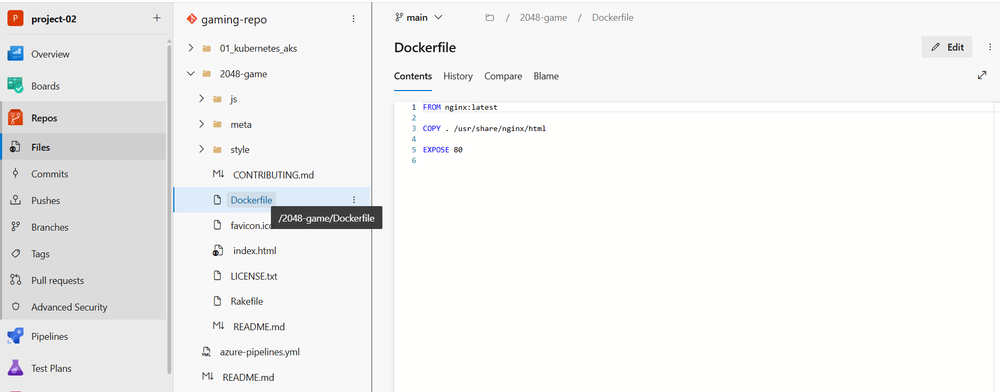 P project-02 +
Overview
Boards
Repos
Files
Commits
Pushes
Branches
Tags
Pull requests
Advanced Security
Pipelines
Test Plans
gaming-repo
01_kubernetes_aks
2048-game
js
meta
style
CONTRIBUTING.md
Dockerfile
/2048-game/Dockerfile
favicon.ico
index.html
LICENSE.txt
Rakefile
README.md
YML azure-pipelines.yml
README.md
main / 2048-game / Dockerfile
Dockerfile
Edit
Contents History Compare Blame
1 FROM nginx:latest
2
3 COPY . /usr/share/nginx/html
4
5 EXPOSE 80
6